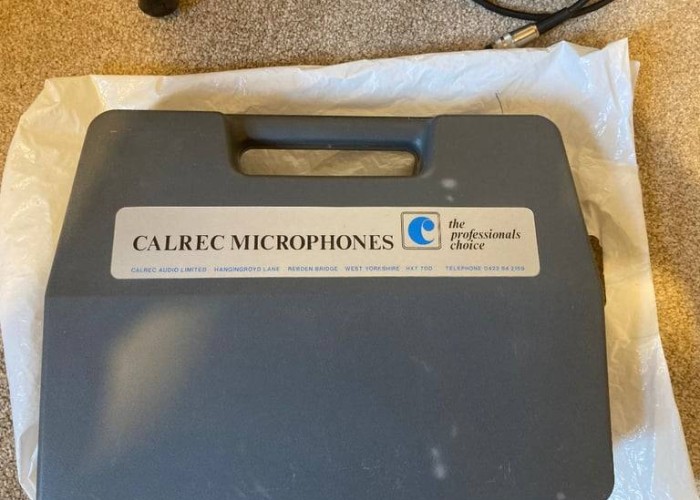 CALREC MICROPHONES
the
professionals
choice
CALREC AUDIO LIMITED HANGINGROYD LANE HEBDEN BRIDGE WEST YORKSHIRE HX7 7DD TELEPHONE 0422 84 2159